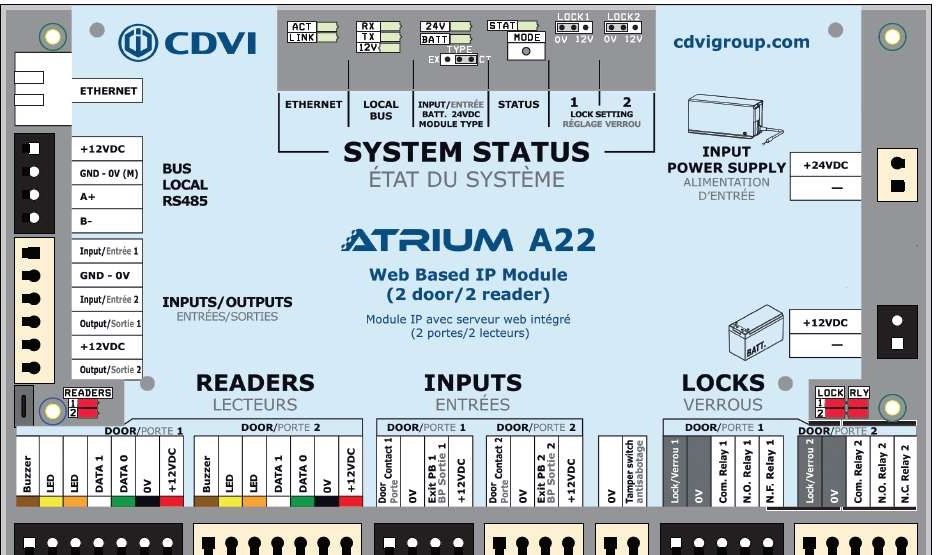 CDVI
ACT
LINK
RX
TX
12V
24V
BATT
TYPE
EX
CT
STAT
MODE
LOCK1
0V 12V
LOCK2
0V 12V
cdvigroup.com
ETHERNET
LOCAL
BUS
INPUT/ENTRÉE
BATT. 24VDC
MODULE TYPE
STATUS
1 2
LOCK SETTING
RÉGLAGE VERROU
SYSTEM STATUS
ÉTAT DU SYSTÈME
ETHERNET
+12VDC
GND - 0V (M)
A+
B-
BUS
LOCAL
RS485
Input/Entrée 1
GND - 0V
Input/Entrée 2
Output/Sortie 1
+12VDC
Output/Sortie 2
INPUTS/OUTPUTS
ENTRÉES/SORTIES
ATRIUM A22
Web Based IP Module
(2 door/2 reader)
Module IP avec serveur web intégré
(2 portes/2 lecteurs)
INPUT
POWER SUPPLY
ALIMENTATION
D'ENTRÉE
+24VDC
—
BATT.
+12VDC
—
READERS
1
2
READERS
LECTEURS
INPUTS
ENTRÉES
LOCKS
VERROUS
LOCK RLY
1
2
DOOR/PORTE 1
Buzzer
LED
LED
DATA 1
DATA 0
0V
+12VDC
DOOR/PORTE 2
Buzzer
LED
LED
DATA 1
DATA 0
0V
+12VDC
DOOR/PORTE 1
Door Contact 1
Porte
0V
Exit PB 1
BP Sortie 1
+12VDC
DOOR/PORTE 2
Door Contact 2
Porte
0V
Exit PB 2
BP Sortie 2
+12VDC
0V
Tamper switch
antisabotage
DOOR/PORTE 1
Lock/Verrou 1
0V
Com. Relay 1
N.O. Relay 1
N.F. Relay 1
DOOR/PORTE 2
Lock/Verrou 2
0V
Com. Relay 2
N.O. Relay 2
N.C. Relay 2